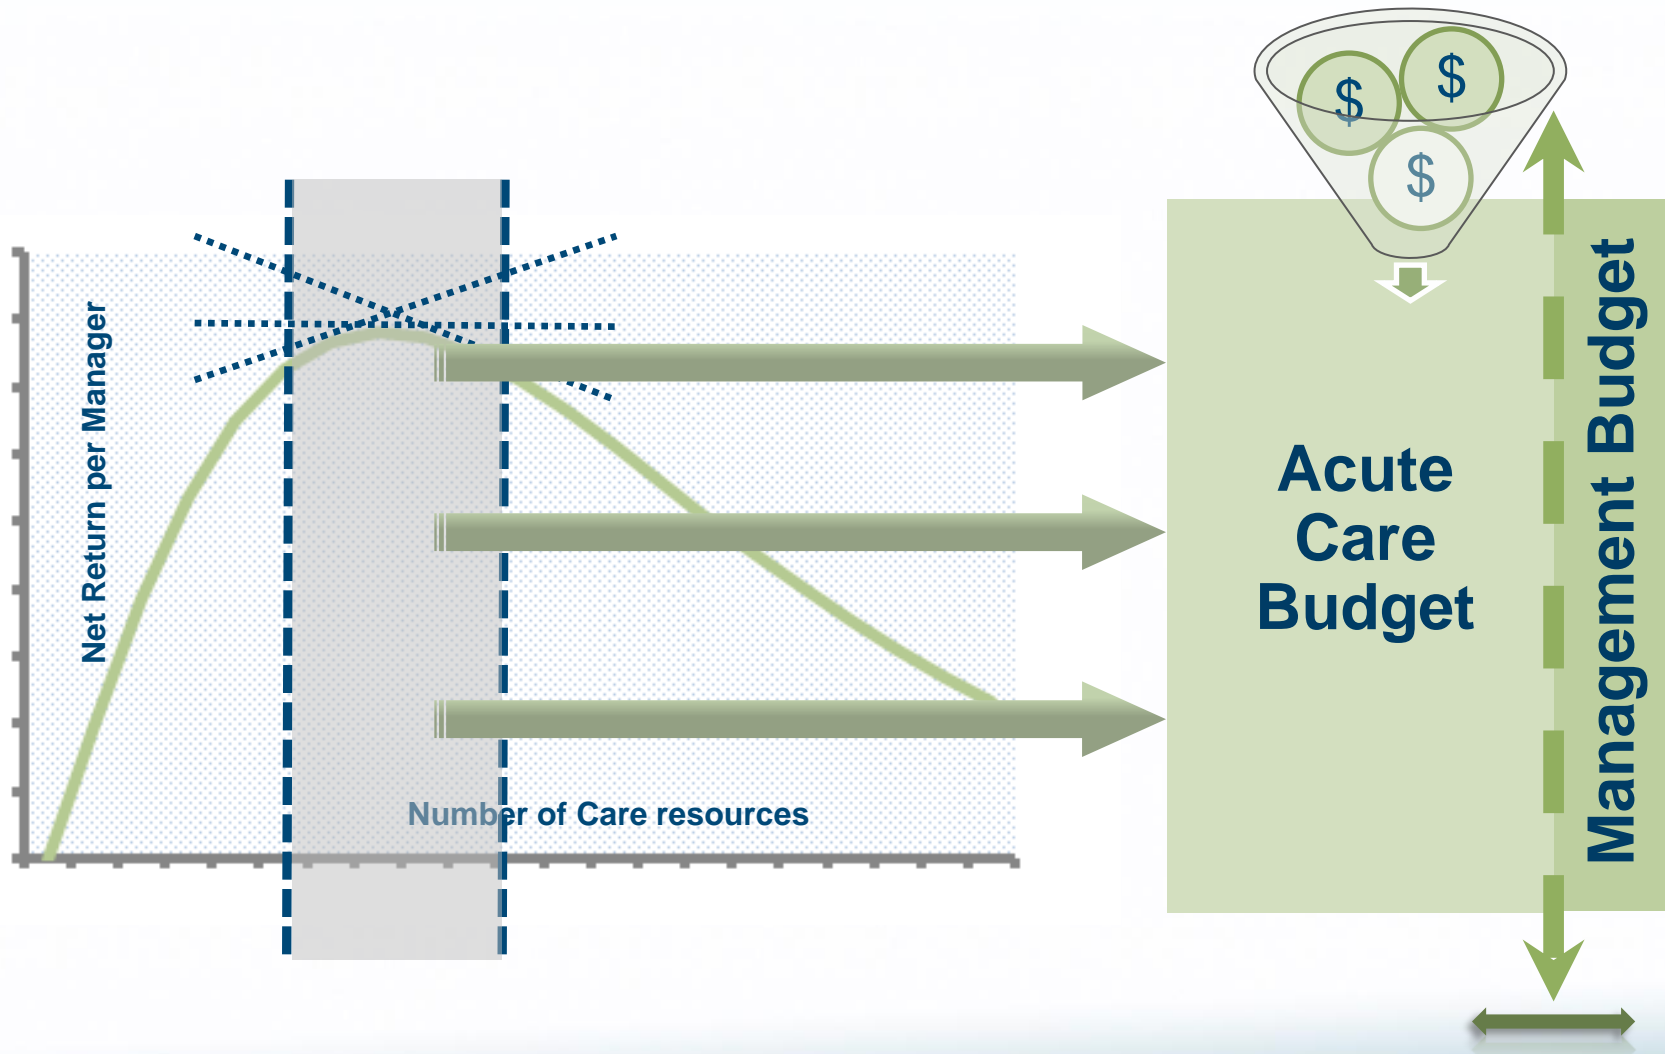 $
$
$
Net Return per Manager
Number of Care resources
Acute
Care
Budget
Management Budget